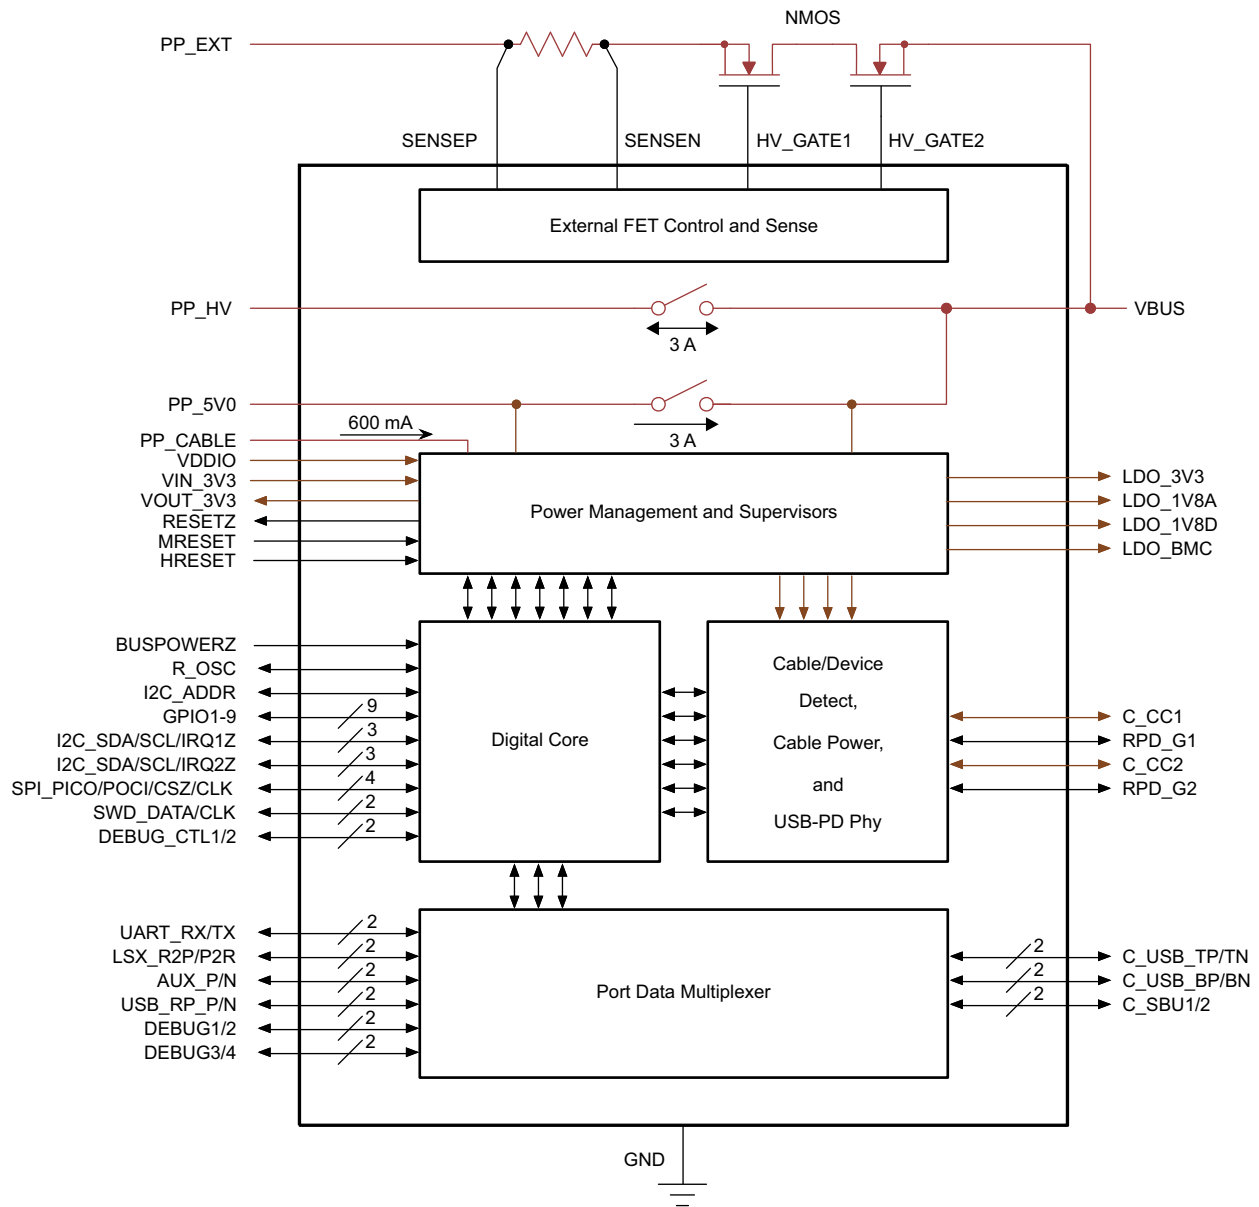 NMOS
PP_EXT
SENSEP
SENSEN
HV_GATE1
HV_GATE2
External FET Control and Sense
PP_HV
3 A
VBUS
PP_5V0
3 A
600 mA
PP_CABLE
VDDIO
VIN_3V3
VOUT_3V3
RESETZ
MRESET
HRESET
Power Management and Supervisors
LDO_3V3
LDO_1V8A
LDO_1V8D
LDO_BMC
BUSPOWERZ
R_OSC
I2C_ADDR
GPIO1-9
9
I2C_SDA/SCL/IRQ1Z
3
I2C_SDA/SCL/IRQ2Z
3
SPI_PICO/POCI/CSZ/CLK
4
SWD_DATA/CLK
2
DEBUG_CTL1/2
2
Digital Core
Cable/Device
Detect,
Cable Power,
and
USB-PD Phy
C_CC1
RPD_G1
C_CC2
RPD_G2
UART_RX/TX
2
LSX_R2P/P2R
2
AUX_P/N
2
USB_RP_P/N
2
DEBUG1/2
2
DEBUG3/4
2
Port Data Multiplexer
2
C_USB_TP/TN
2
C_USB_BP/BN
2
C_SBU1/2
GND